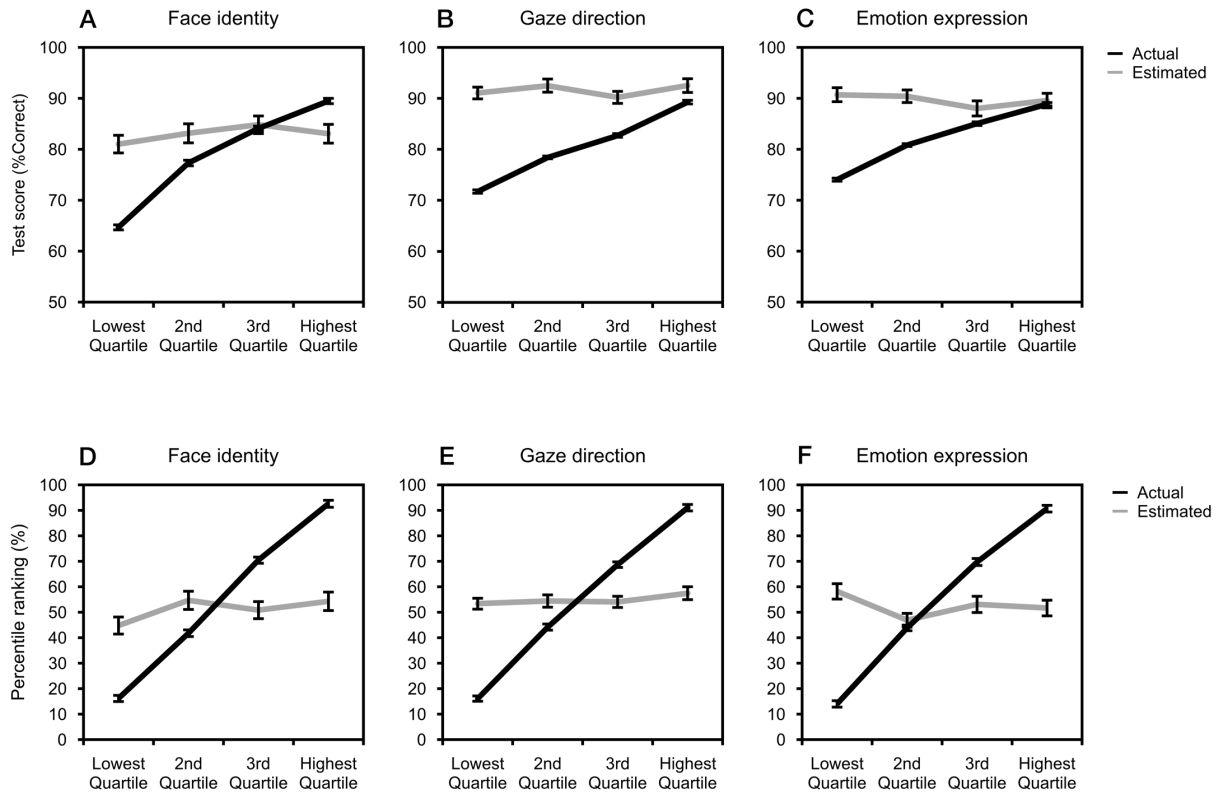 A Face identity
B Gaze direction
C Emotion expression
Actual
Estimated
Test score (%Correct)
100
90
80
70
60
50
Lowest Quartile
2nd Quartile
3rd Quartile
Highest Quartile
100
90
80
70
60
50
Lowest Quartile
2nd Quartile
3rd Quartile
Highest Quartile
100
90
80
70
60
50
Lowest Quartile
2nd Quartile
3rd Quartile
Highest Quartile
D Face identity
E Gaze direction
F Emotion expression
Actual
Estimated
Percentile ranking (%)
100
90
80
70
60
50
40
30
20
10
0
Lowest Quartile
2nd Quartile
3rd Quartile
Highest Quartile
100
90
80
70
60
50
40
30
20
10
0
Lowest Quartile
2nd Quartile
3rd Quartile
Highest Quartile
100
90
80
70
60
50
40
30
20
10
0
Lowest Quartile
2nd Quartile
3rd Quartile
Highest Quartile